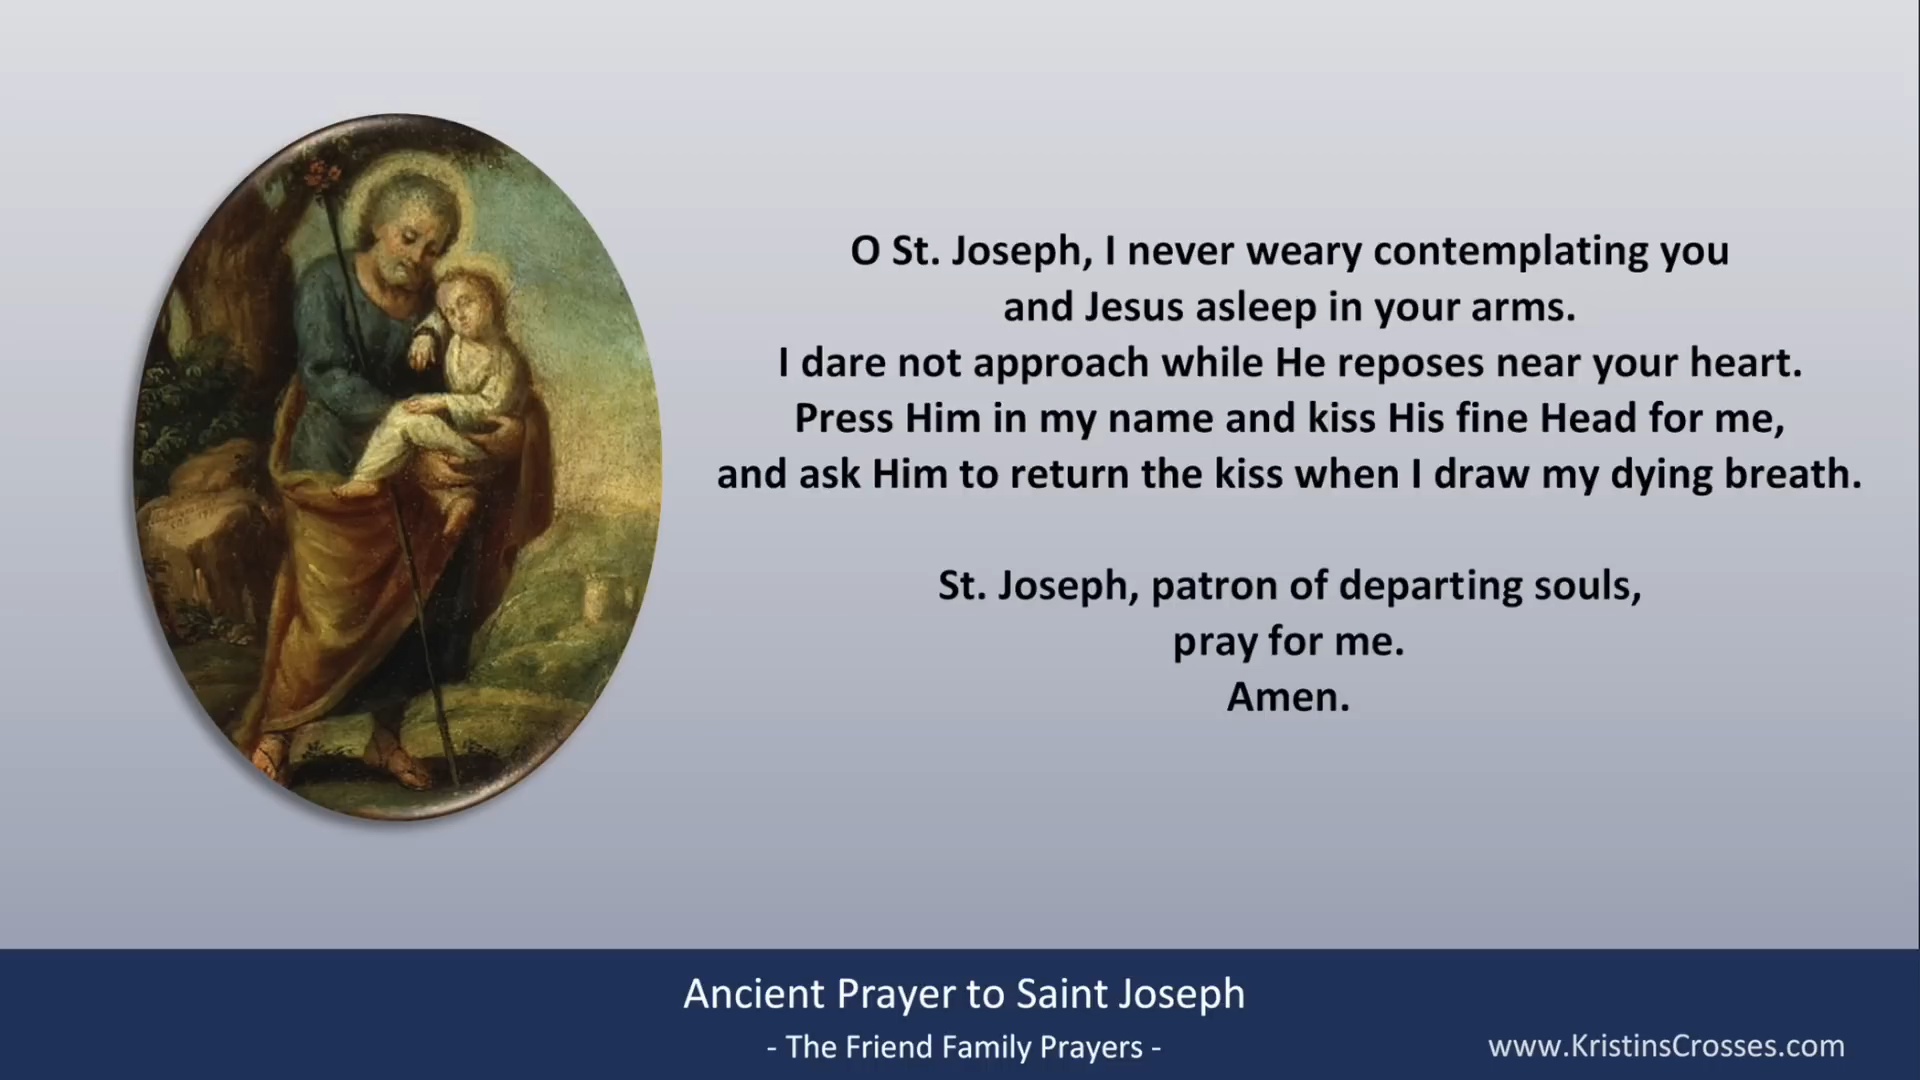 O St. Joseph, I never weary contemplating you
and Jesus asleep in your arms.
I dare not approach while He reposes near your heart.
Press Him in my name and kiss His fine Head for me,
and ask Him to return the kiss when I draw my dying breath.
St. Joseph, patron of departing souls,
pray for me.
Amen.
Ancient Prayer to Saint Joseph
- The Friend Family Prayers -
www.KristinsCrosses.com